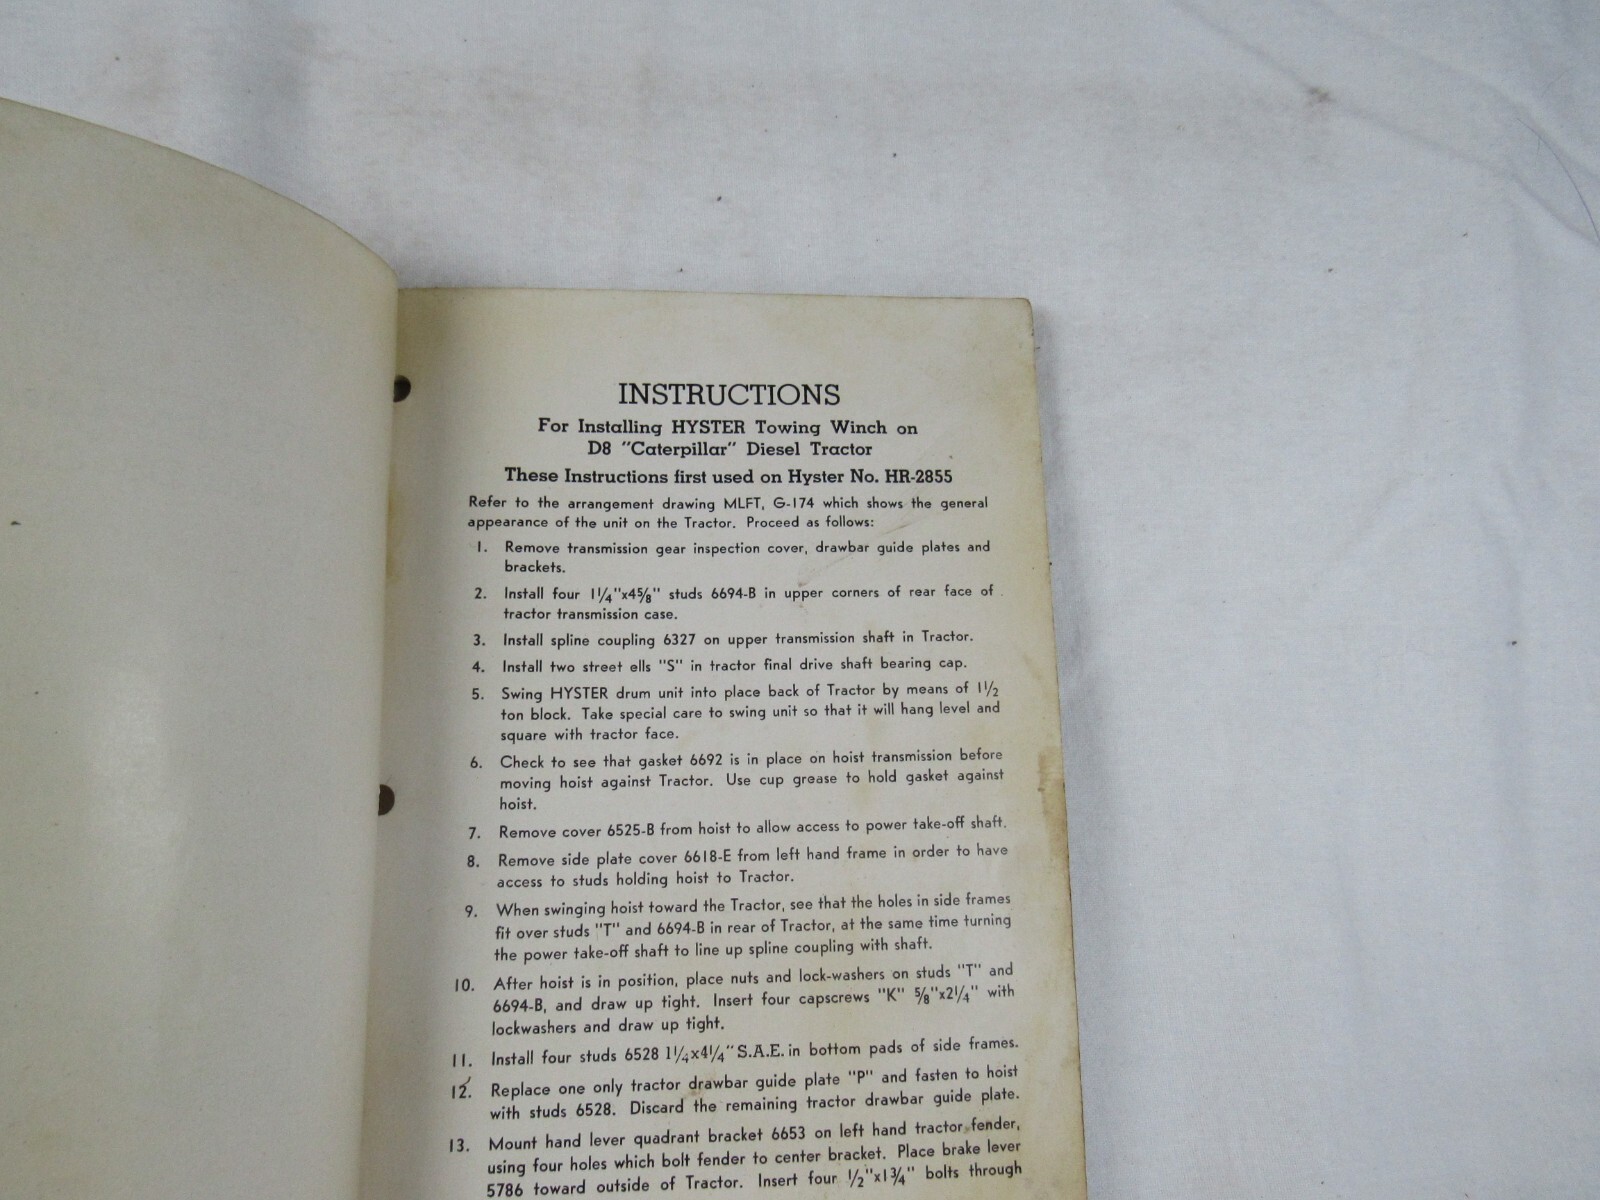 INSTRUCTIONS
For Installing HYSTER Towing Winch on
D8 "Caterpillar" Diesel Tractor
These Instructions first used on Hyster No. HR-2855
Refer to the arrangement drawing MLFT, G-174 which shows the general
appearance of the unit on the Tractor. Proceed as follows:
1. Remove transmission gear inspection cover, drawbar guide plates and
brackets.
2. Install four 1 1/4"x4 5/8" studs 6694-B in upper corners of rear face of
tractor transmission case.
3. Install spline coupling 6327 on upper transmission shaft in Tractor.
4. Install two street ells "S" in tractor final drive shaft bearing cap.
5. Swing HYSTER drum unit into place back of Tractor by means of 1 1/2
ton block. Take special care to swing unit so that it will hang level and
square with tractor face.
6. Check to see that gasket 6692 is in place on hoist transmission before
moving hoist against Tractor. Use cup grease to hold gasket against
hoist.
7. Remove cover 6525-B from hoist to allow access to power take-off shaft.
8. Remove side plate cover 6618-E from left hand frame in order to have
access to studs holding hoist to Tractor.
9. When swinging hoist toward the Tractor, see that the holes in side frames
fit over studs "T" and 6694-B in rear of Tractor, at the same time turning
the power take-off shaft to line up spline coupling with shaft.
10. After hoist is in position, place nuts and lock-washers on studs "T" and
6694-B, and draw up tight. Insert four capscrews "K" 5/8"x2 1/4" with
lockwashers and draw up tight.
11. Install four studs 6528 1 1/4x4 1/4" S.A.E. in bottom pads of side frames.
12. Replace one only tractor drawbar guide plate "P" and fasten to hoist
with studs 6528. Discard the remaining tractor drawbar guide plate.
13. Mount hand lever quadrant bracket 6653 on left hand tractor fender,
using four holes which bolt fender to center bracket. Place brake lever
5786 toward outside of Tractor. Insert four 1/2"x1 3/4" bolts through